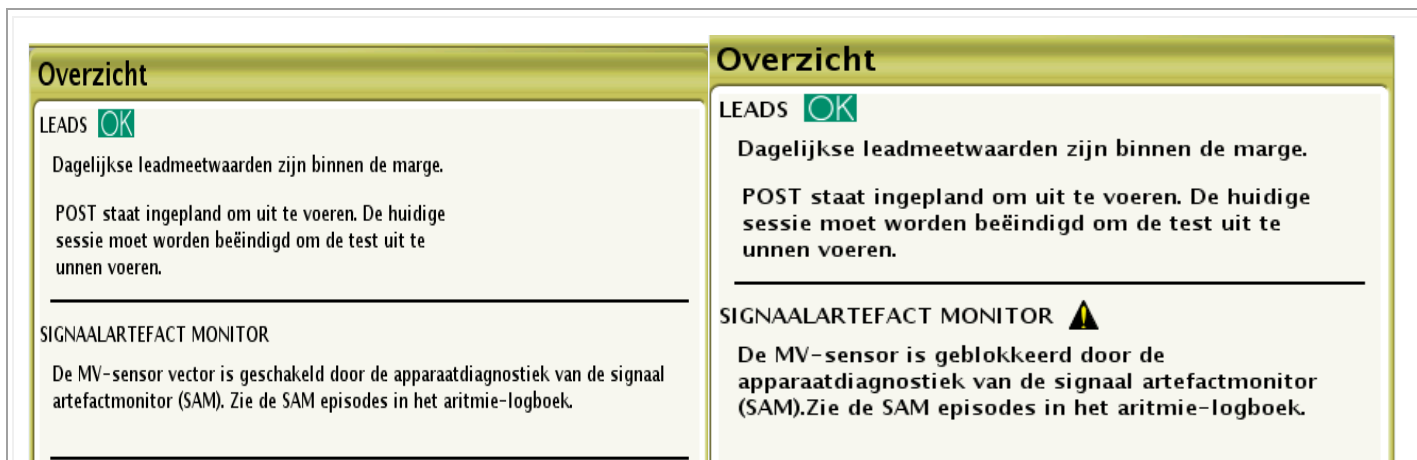 Overzicht
LEADS OK
Dagelijkse leadmeetwaarden zijn binnen de marge.
POST staat ingepland om uit te voeren. De huidige
sessie moet worden beëindigd om de test uit te
unnen voeren.
SIGNAALARTEFACT MONITOR
De MV-sensor vector is geschakeld door de apparaatdiagnostiek van de signaal
artefactmonitor (SAM). Zie de SAM episodes in het aritmie-logboek.
Overzicht
LEADS OK
Dagelijkse leadmeetwaarden zijn binnen de marge.
POST staat ingepland om uit te voeren. De huidige
sessie moet worden beëindigd om de test uit te
unnen voeren.
SIGNAALARTEFACT MONITOR
De MV-sensor is geblokkeerd door de
apparaatdiagnostiek van de signaal artefactmonitor
(SAM).Zie de SAM episodes in het aritmie-logboek.